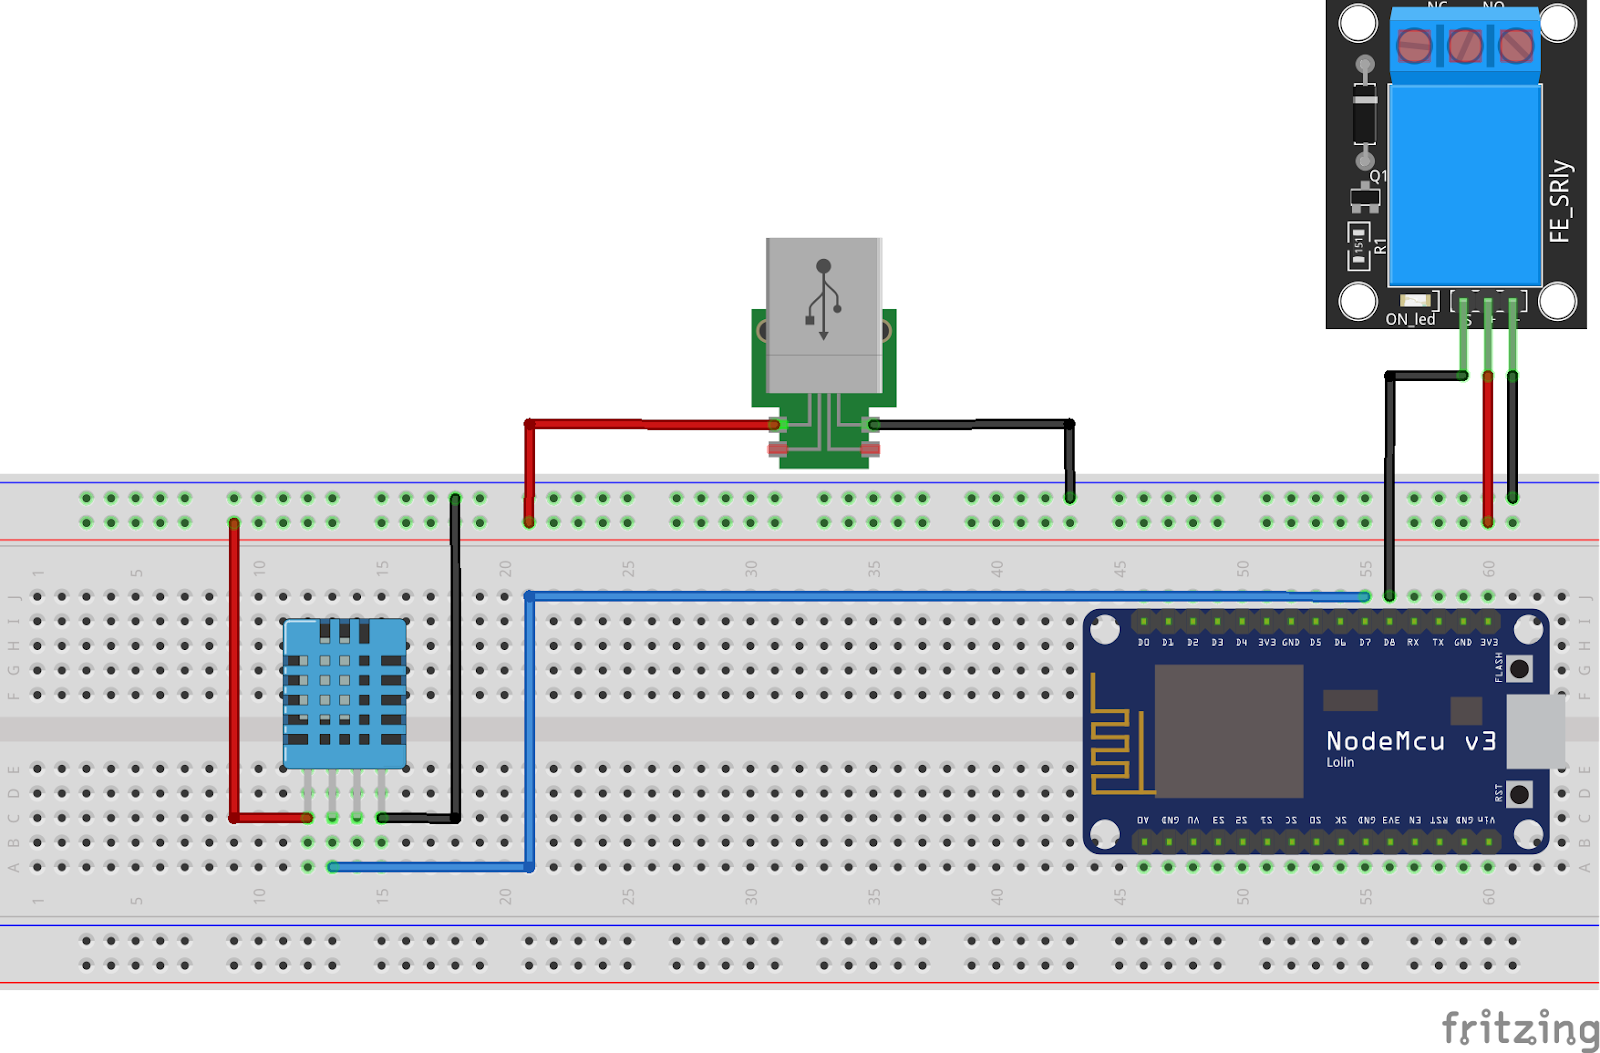 NC NO
Q1
151
R1
FE_SRly
ON_led
S + -
1 5 10 15 20 25 30 35 40 45 50 55 60
J J
I I
H H
G G
F F
D0 D1 D2 D3 D4 3V3 GND D5 D6 D7 D8 RX TX GND 3V3
FLASH
NodeMcu v3
Lolin
RST
A0 GND VU S3 S2 S1 SC SO SK GND 3V3 EN RST GND Vin
E E
D D
C C
B B
A A
1 5 10 15 20 25 30 35 40 45 50 55 60
fritzing